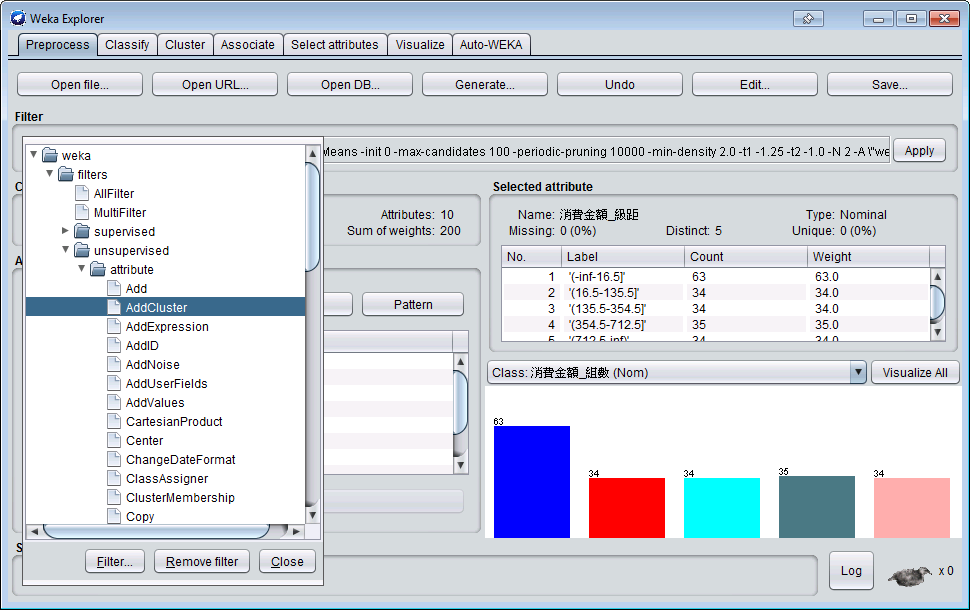 Weka Explorer
Preprocess Classify Cluster Associate Select attributes Visualize Auto-WEKA
Open file... Open URL... Open DB... Generate... Undo Edit... Save...
Filter
Means -init 0 -max-candidates 100 -periodic-pruning 10000 -min-density 2.0 -t1 -1.25 -t2 -1.0 -N 2 -A \"we Apply
weka
filters
AllFilter
MultiFilter
supervised
unsupervised
attribute
Add
AddCluster
AddExpression
AddID
AddNoise
AddUserFields
AddValues
CartesianProduct
Center
ChangeDateFormat
ClassAssigner
ClusterMembership
Copy
Filter... Remove filter Close
Attributes: 10
Sum of weights: 200
Pattern
Selected attribute
Name: 消費金額_級距 Type: Nominal
Missing: 0 (0%) Distinct: 5 Unique: 0 (0%)
No. Label Count Weight
1 '(-inf-16.5]' 63 63.0
2 '(16.5-135.5]' 34 34.0
3 '(135.5-354.5]' 34 34.0
4 '(354.5-712.5]' 35 35.0
5 '(712.5-inf)' 34 34.0
Class: 消費金額_組數 (Nom) Visualize All
63 34 34 35 34
Log x 0